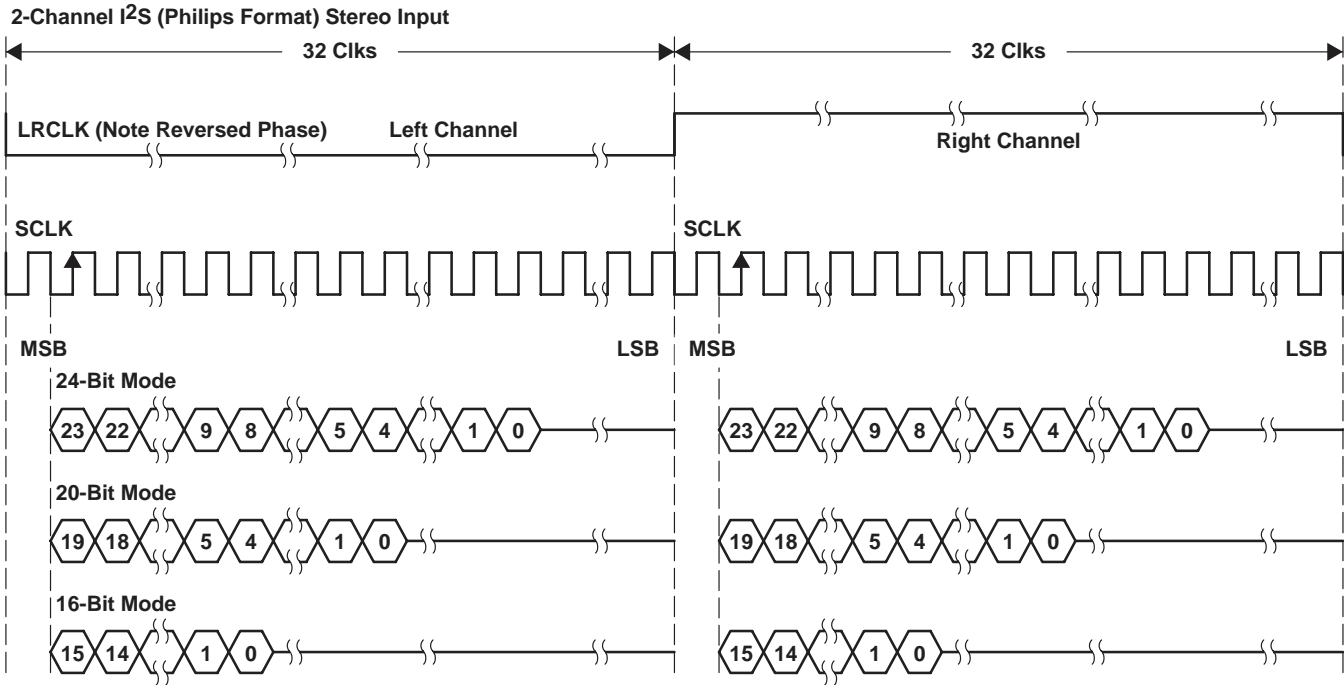 2-Channel I2S (Philips Format) Stereo Input
32 Clks 32 Clks
LRCLK (Note Reversed Phase) Left Channel
Right Channel
SCLK SCLK
MSB LSB MSB LSB
24-Bit Mode
23 22 9 8 5 4 1 0 23 22 9 8 5 4 1 0
20-Bit Mode
19 18 5 4 1 0 19 18 5 4 1 0
16-Bit Mode
15 14 1 0 15 14 1 0